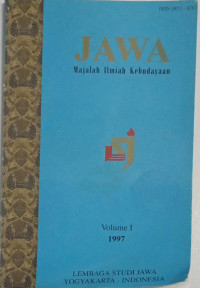 JAWA
Majalah Ilmiah Kebudayaan
Volume I
1997
LEMBAGA STUDI JAWA
YOGYAKARTA - INDONESIA